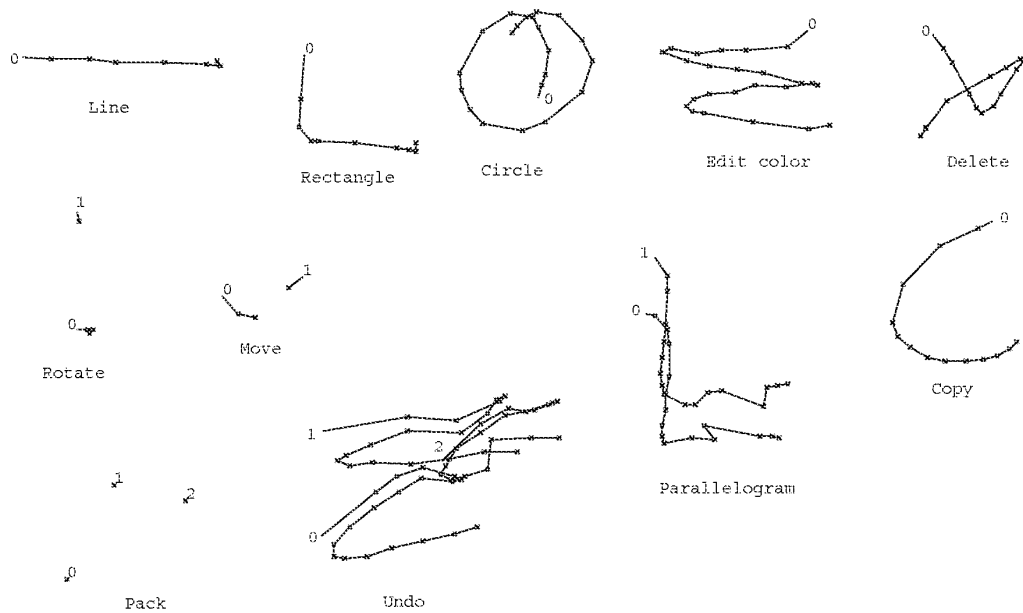 0
Line
0
Rectangle
0
Circle
0
Edit color
0
Delete
1
0
Rotate
0
1
Move
1
0
Parallelogram
0
Copy
1
2
0
Pack
1
2
0
Undo